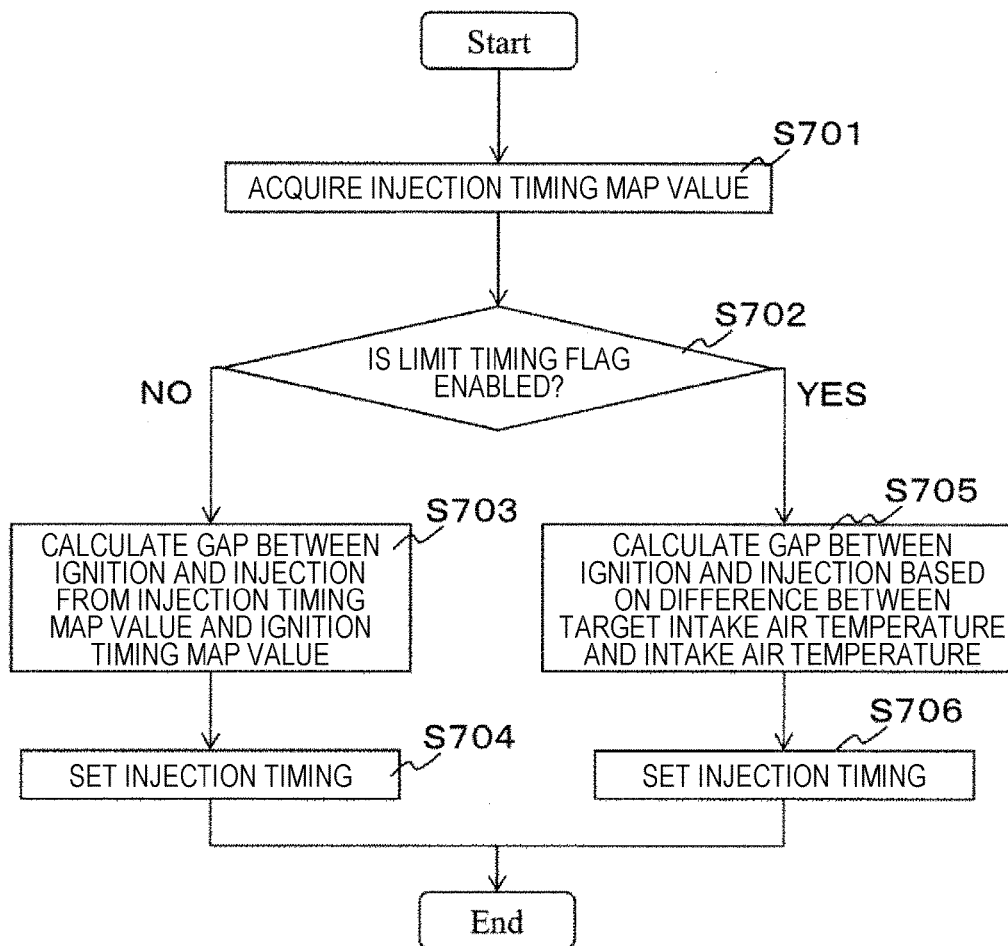 Start
S701
ACQUIRE INJECTION TIMING MAP VALUE
S702
IS LIMIT TIMING FLAG
ENABLED?
NO
YES
S703
CALCULATE GAP BETWEEN
IGNITION AND INJECTION
FROM INJECTION TIMING
MAP VALUE AND IGNITION
TIMING MAP VALUE
S705
CALCULATE GAP BETWEEN
IGNITION AND INJECTION BASED
ON DIFFERENCE BETWEEN
TARGET INTAKE AIR TEMPERATURE
AND INTAKE AIR TEMPERATURE
S704
SET INJECTION TIMING
S706
SET INJECTION TIMING
End